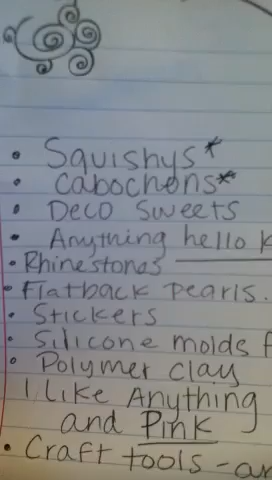 • Squishys*
• Cabochons*
• Deco Sweets
• Anything hello K
• Rhinestones
• Flatback Pearls.
• Stickers
• Silicone molds f
• Polymer clay
I Like Anything
and Pink
• Craft tools - ar